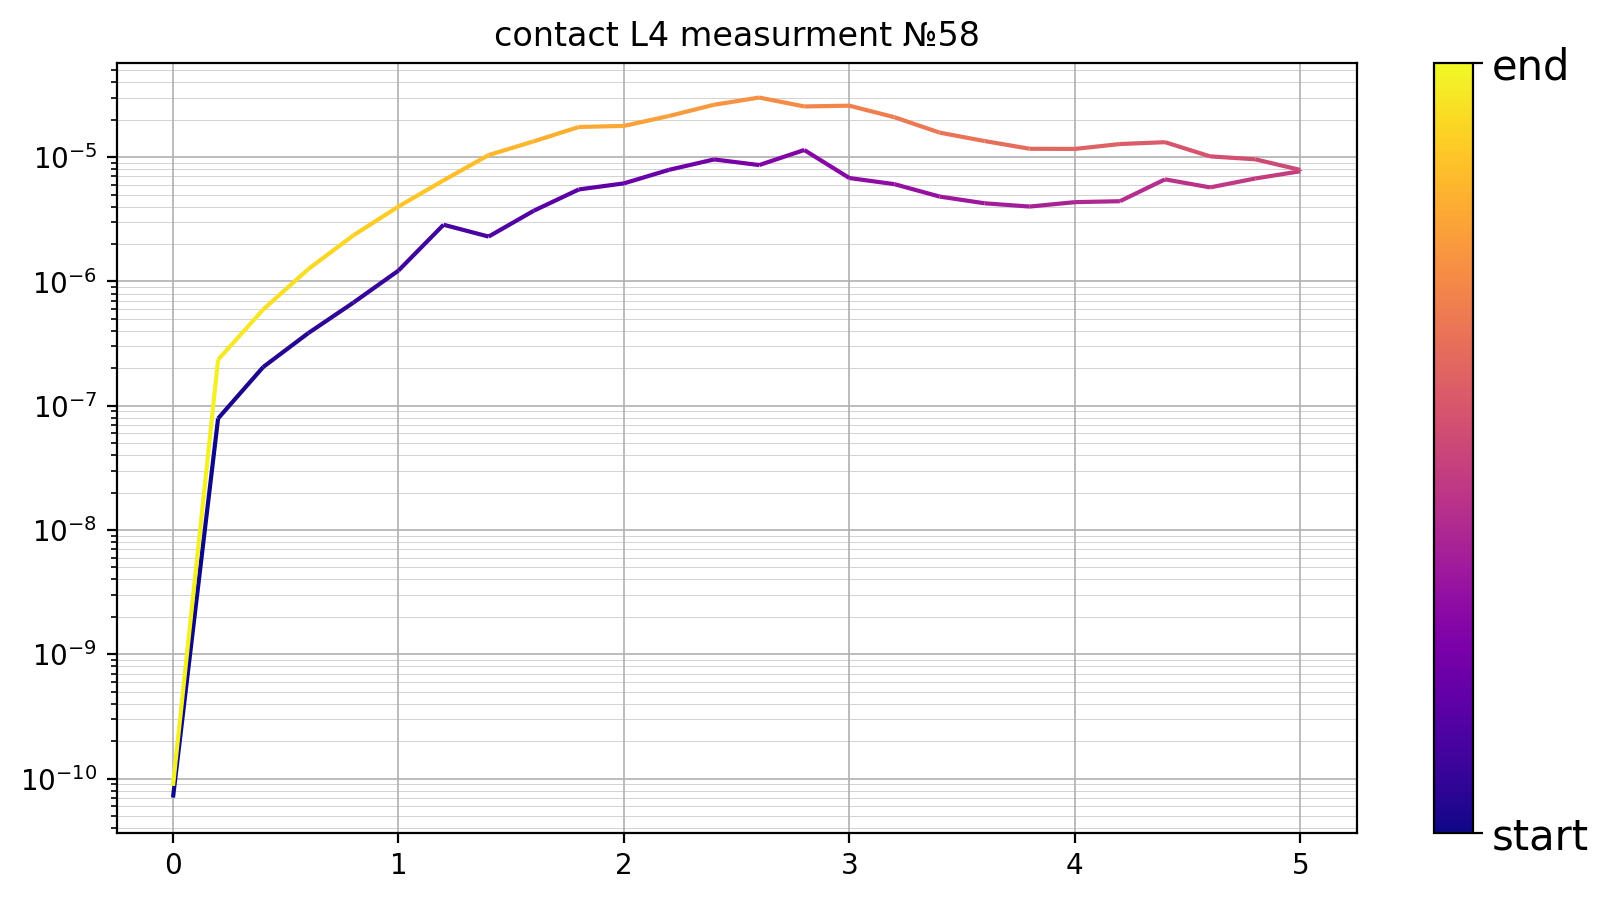 contact L4 measurment №58
10⁻⁵
10⁻⁶
10⁻⁷
10⁻⁸
10⁻⁹
10⁻¹⁰
0 1 2 3 4 5
end
start